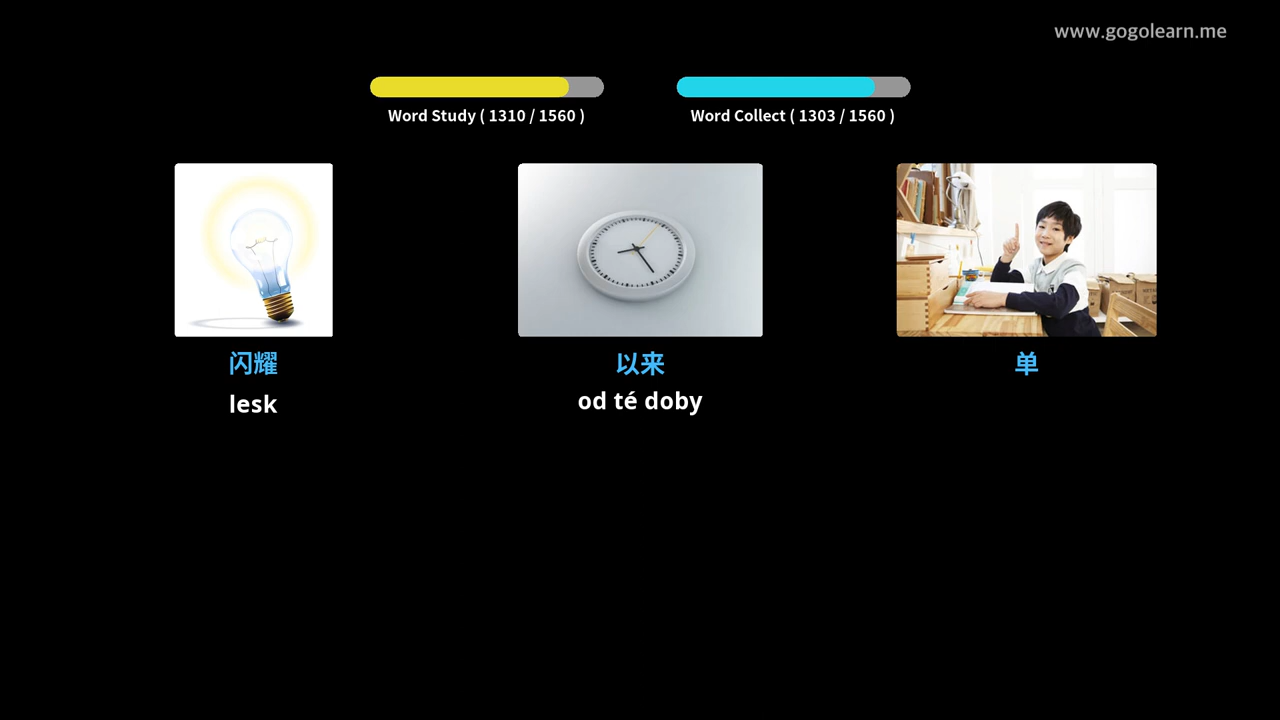 www.gogolearn.me
Word Study ( 1310 / 1560 )
Word Collect ( 1303 / 1560 )
闪耀
以来
单
lesk
od té doby